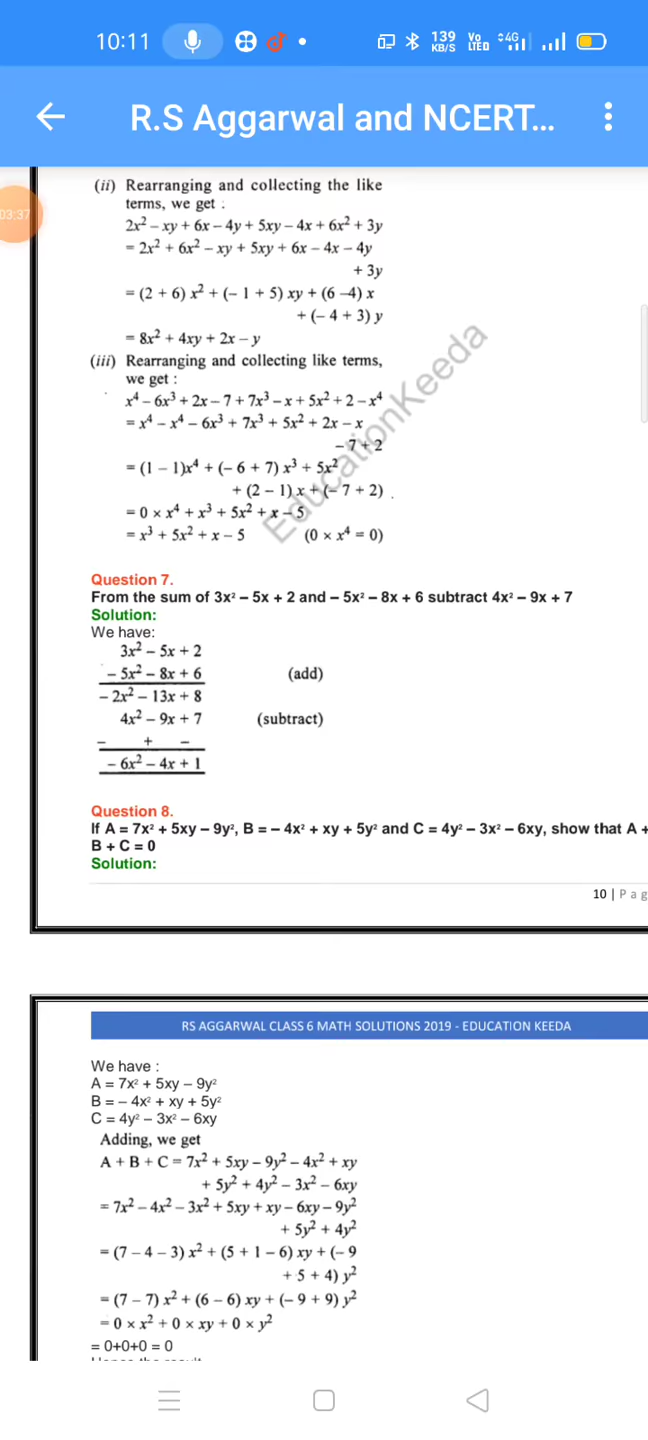 10:11
139
KB/S
Vo
LTED
4G
R.S Aggarwal and NCERT...
03:37
(ii) Rearranging and collecting the like
terms, we get :
2x² – xy + 6x – 4y + 5xy – 4x + 6x² + 3y
= 2x² + 6x² – xy + 5xy + 6x – 4x – 4y
+ 3y
= (2 + 6) x² + (– 1 + 5) xy + (6 –4) x
+ (– 4 + 3) y
= 8x² + 4xy + 2x – y
(iii) Rearranging and collecting like terms,
we get :
x⁴ – 6x³ + 2x – 7 + 7x³ – x + 5x² + 2 – x⁴
= x⁴ – x⁴ – 6x³ + 7x³ + 5x² + 2x – x
– 7 + 2
= (1 – 1)x⁴ + (– 6 + 7) x³ + 5x²
+ (2 – 1) x + (– 7 + 2)
= 0 × x⁴ + x³ + 5x² + x – 5
= x³ + 5x² + x – 5 (0 × x⁴ = 0)
EducationKeeda
Question 7.
From the sum of 3x² – 5x + 2 and – 5x² – 8x + 6 subtract 4x² – 9x + 7
Solution:
We have:
3x² – 5x + 2
– 5x² – 8x + 6 (add)
– 2x² – 13x + 8
4x² – 9x + 7 (subtract)
– + –
– 6x² – 4x + 1
Question 8.
If A = 7x² + 5xy – 9y², B = – 4x² + xy + 5y² and C = 4y² – 3x² – 6xy, show that A +
B + C = 0
Solution:
10 | P a g
RS AGGARWAL CLASS 6 MATH SOLUTIONS 2019 - EDUCATION KEEDA
We have :
A = 7x² + 5xy – 9y²
B = – 4x² + xy + 5y²
C = 4y² – 3x² – 6xy
Adding, we get
A + B + C = 7x² + 5xy – 9y² – 4x² + xy
+ 5y² + 4y² – 3x² – 6xy
= 7x² – 4x² – 3x² + 5xy + xy – 6xy – 9y²
+ 5y² + 4y²
= (7 – 4 – 3) x² + (5 + 1 – 6) xy + (– 9
+ 5 + 4) y²
= (7 – 7) x² + (6 – 6) xy + (– 9 + 9) y²
= 0 × x² + 0 × xy + 0 × y²
= 0+0+0 = 0